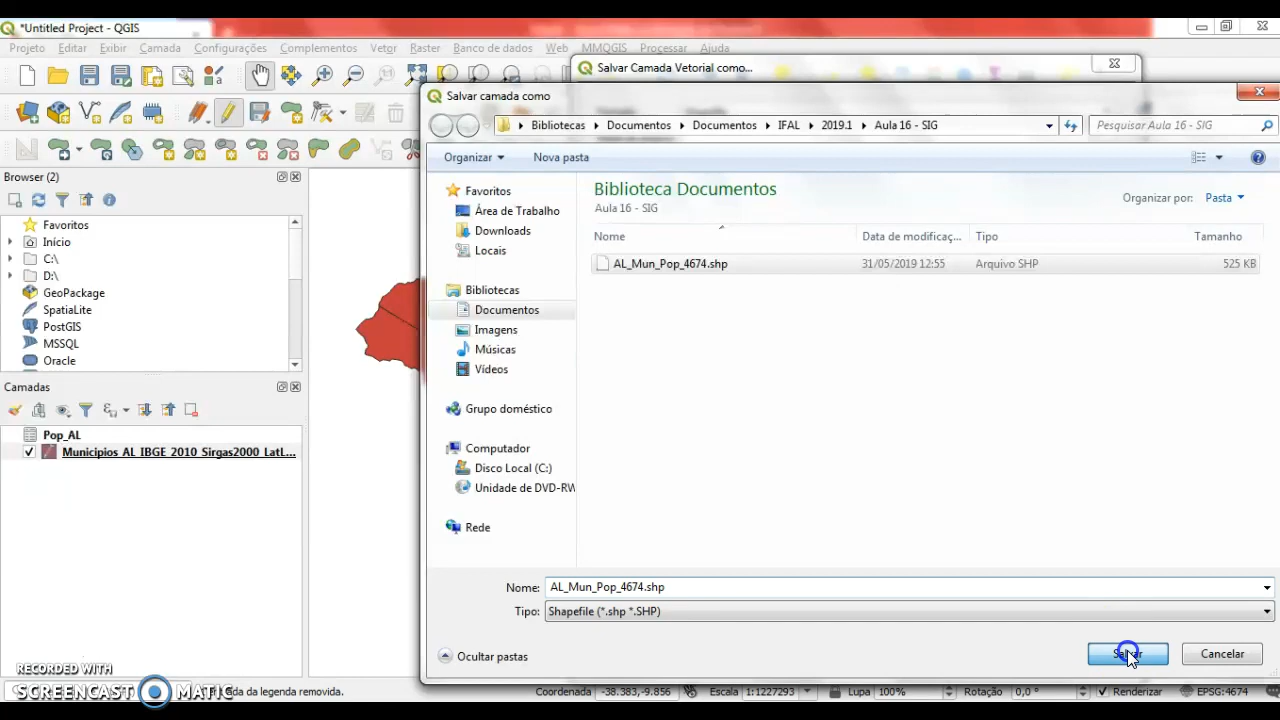 *Untitled Project - QGIS
Projeto Editar Exibir Camada Configurações Complementos Vetor Raster Banco de dados Web MMQGIS Processar Ajuda
Salvar Camada Vetorial como...
Salvar camada como
Bibliotecas Documentos Documentos IFAL 2019.1 Aula 16 - SIG
Pesquisar Aula 16 - SIG
Organizar
Nova pasta
Browser (2)
Favoritos
Início
C:\
D:\
GeoPackage
SpatiaLite
PostGIS
MSSQL
Oracle
Camadas
Pop_AL
Municipios_AL_IBGE_2010_Sirgas2000_LatL...
Favoritos
Área de Trabalho
Downloads
Locais
Bibliotecas
Documentos
Imagens
Músicas
Vídeos
Grupo doméstico
Computador
Disco Local (C:)
Unidade de DVD-RW
Rede
Biblioteca Documentos
Aula 16 - SIG
Organizar por: Pasta
Nome Data de modificaç... Tipo Tamanho
AL_Mun_Pop_4674.shp 31/05/2019 12:55 Arquivo SHP 525 KB
Nome: AL_Mun_Pop_4674.shp
Tipo: Shapefile (*.shp *.SHP)
Ocultar pastas
Salvar
Cancelar
RECORDED WITH
SCREENCAST MATIC
da legenda removida.
Coordenada -38.383,-9.856 Escala 1:1227293 Lupa 100% Rotação 0,0 ° Renderizar EPSG:4674